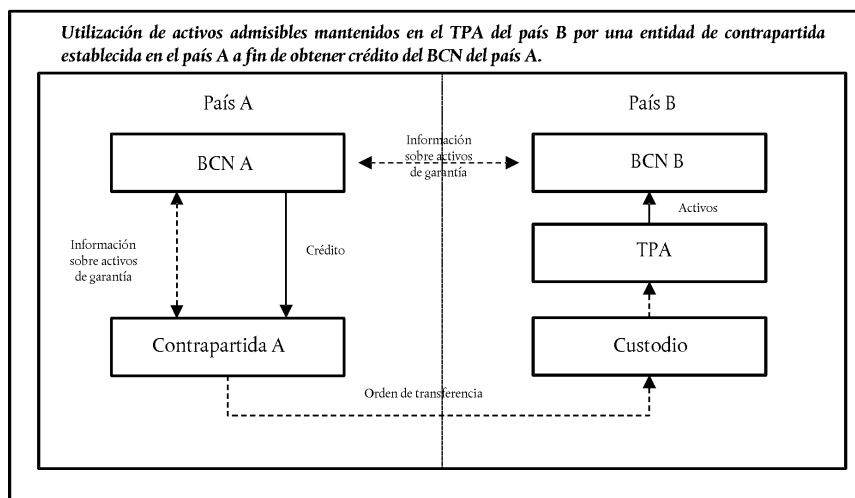 Utilización de activos admisibles mantenidos en el TPA del país B por una entidad de contrapartida
establecida en el país A a fin de obtener crédito del BCN del país A.
País A
País B
BCN A
Información
sobre activos
de garantía
BCN B
Activos
Información
sobre activos
de garantía
Crédito
TPA
Contrapartida A
Custodio
Orden de transferencia